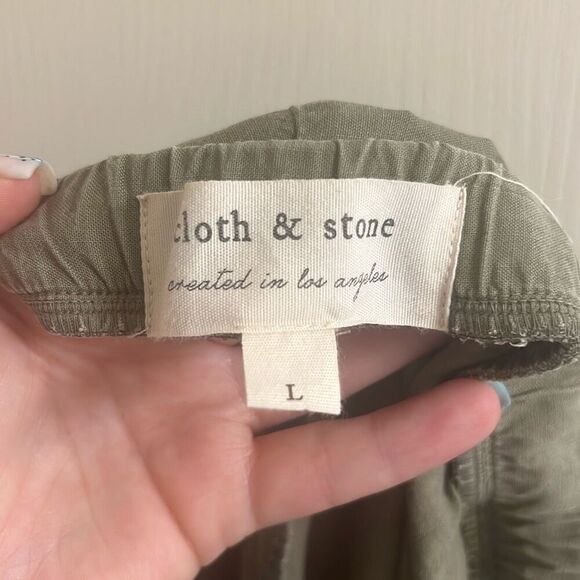 cloth & stone
created in los angeles
L